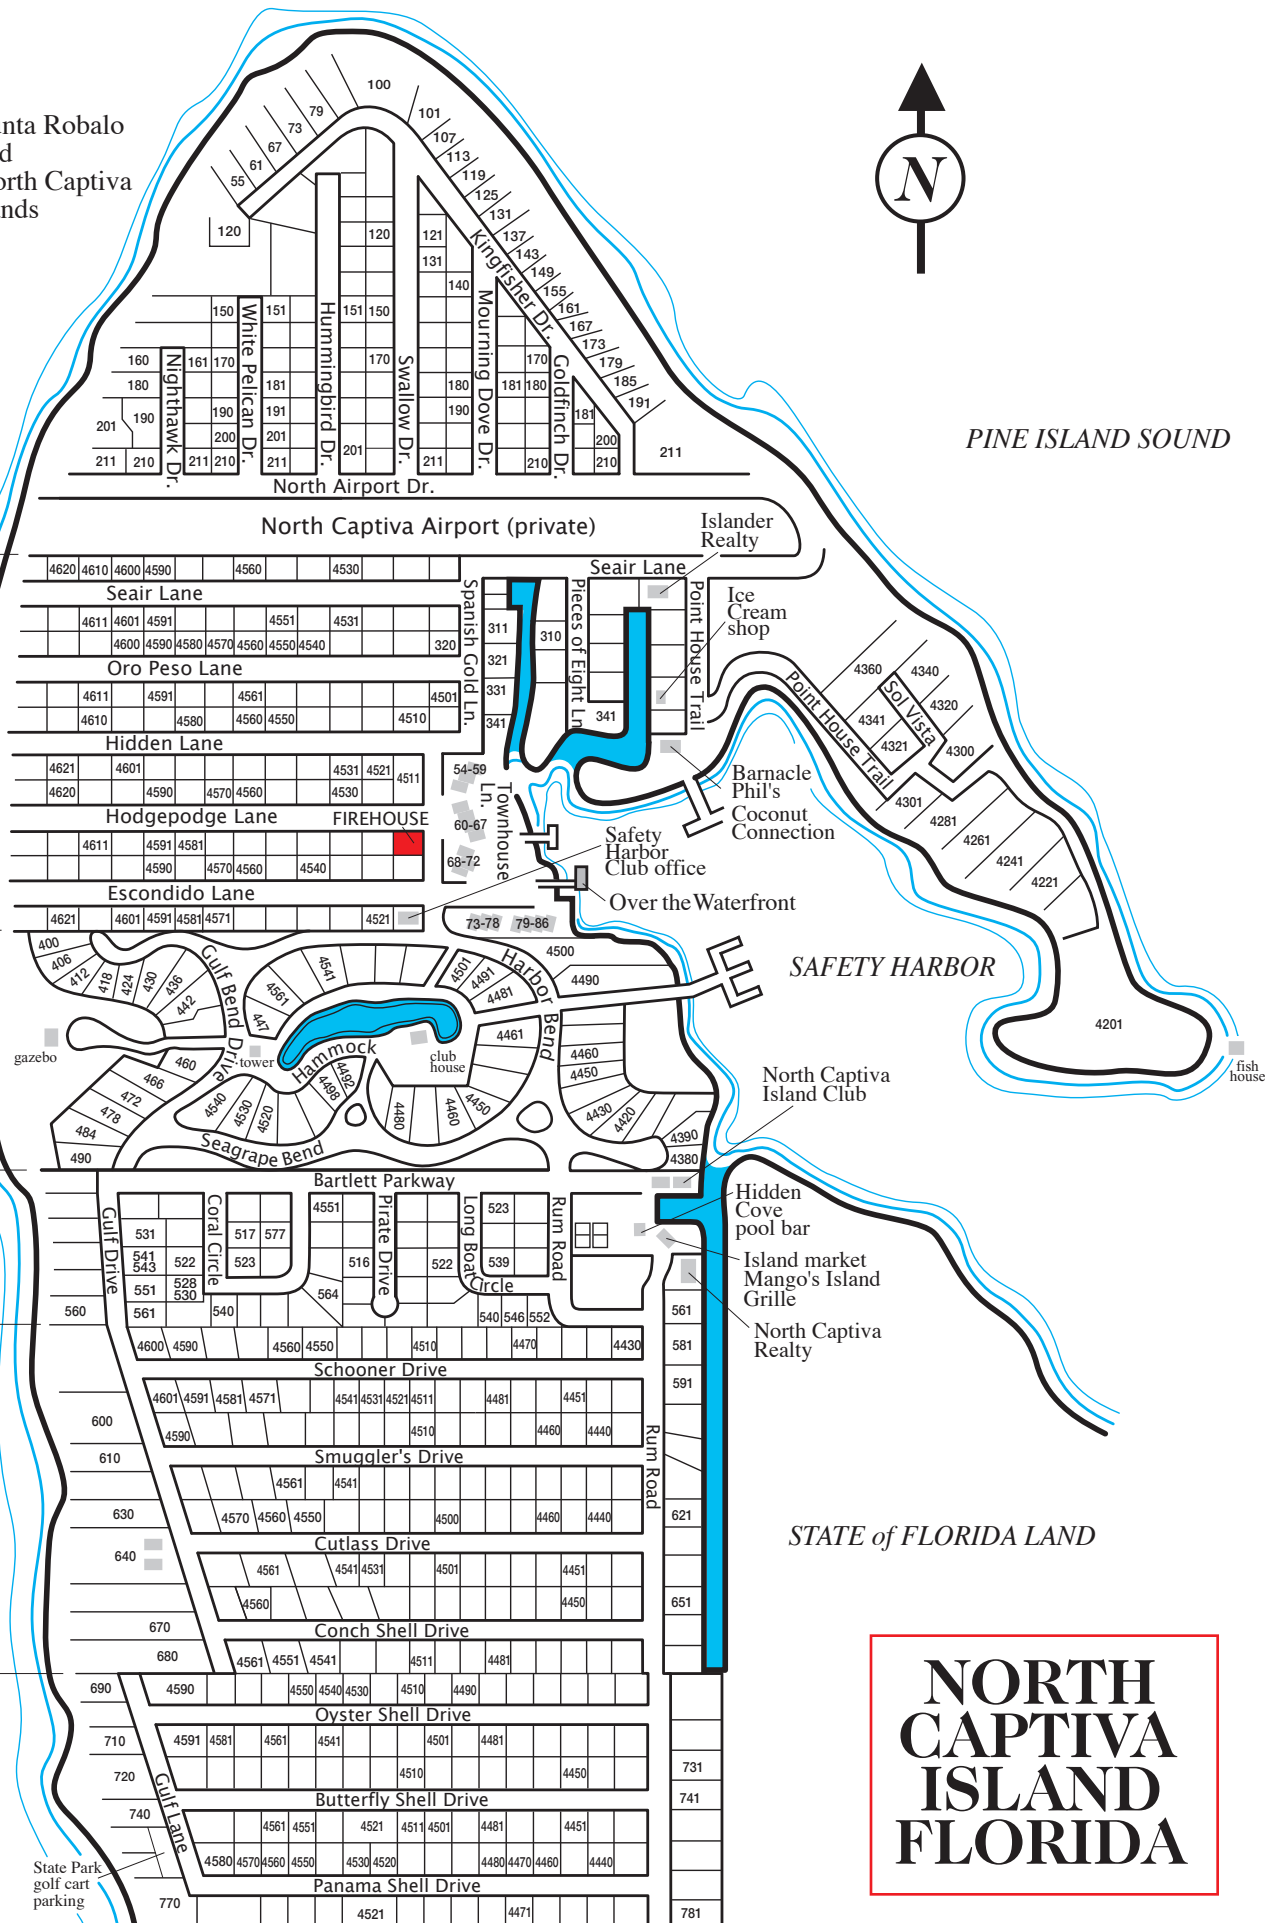 nta Robalo
d
orth Captiva
nds
N
PINE ISLAND SOUND
100
79
101
73
107
67
113
61
119
55
125
131
120
120
121
137
131
143
140
149
155
150
151
151
150
161
167
173
160
161
170
170
170
179
180
181
180
181
180
185
201
190
190
191
190
181
191
200
201
201
200
211
210
211
210
211
211
210
210
211
Kingfisher Dr.
Nighthawk Dr.
White Pelican Dr.
Hummingbird Dr.
Swallow Dr.
Mourning Dove Dr.
Goldfinch Dr.
North Airport Dr.
North Captiva Airport (private)
Islander
Realty
4620 4610 4600 4590 4560 4530
Seair Lane
Seair Lane
4611 4601 4591 4551 4531
4600 4590 4580 4570 4560 4550 4540 320
Oro Peso Lane
4611 4591 4561 4501
4610 4580 4560 4550 4510
Hidden Lane
4621 4601 4531 4521 4511
4620 4590 4570 4560 4530
Hodgepodge Lane
FIREHOUSE
4611 4591 4581
4590 4570 4560 4540
Escondido Lane
4621 4601 4591 4581 4571 4521
Spanish Gold Ln.
311
321
331
341
310
Pieces of Eight Ln.
341
Point House Trail
Ice
Cream
shop
Point House Trail
Sol Vista
4360
4340
4320
4341
4321
4300
4301
4281
4261
4241
4221
4201
Barnacle
Phil's
Coconut
Connection
54-59
60-67
68-72
Townhouse
Ln.
Safety
Harbor
Club office
Over the Waterfront
73-78
79-86
SAFETY HARBOR
fish
house
400
406
412
418
424
430
436
442
Gulf Bend Drive
447
4561
4541
4501
4491
4481
Harbor Bend
4500
4490
4461
4460
4450
4430
4420
4390
4380
gazebo
tower
club
house
Hammock
4492
4498
460
466
472
478
484
490
4540
4530
4520
4480
4460
4450
Seagrape Bend
North Captiva
Island Club
Bartlett Parkway
Gulf Drive
Coral Circle
Pirate Drive
Long Boat
Circle
Rum Road
531
541
543
551
561
522
528
530
517 577
523
540
4551
516
564
523
522
539
540 546 552
560
Hidden
Cove
pool bar
Island market
Mango's Island
Grille
North Captiva
Realty
4600 4590 4560 4550 4510 4470 4430
Schooner Drive
4601 4591 4581 4571 4541 4531 4521 4511 4481 4451
4590 4510 4460 4440
Smuggler's Drive
4561 4541
4570 4560 4550 4500 4460 4440
Cutlass Drive
4561 4541 4531 4501 4451
4560 4450
Conch Shell Drive
4561 4551 4541 4511 4481
4590 4550 4540 4530 4510 4490
Oyster Shell Drive
4591 4581 4561 4541 4501 4481
4510 4450
Butterfly Shell Drive
4561 4551 4521 4511 4501 4481 4451
4580 4570 4560 4550 4530 4520 4480 4470 4460 4440
Panama Shell Drive
4521 4471
600
610
630
640
670
680
690
710
720
740
770
Gulf Lane
State Park
golf cart
parking
Rum Road
561
581
591
621
651
731
741
781
STATE of FLORIDA LAND
NORTH
CAPTIVA
ISLAND
FLORIDA